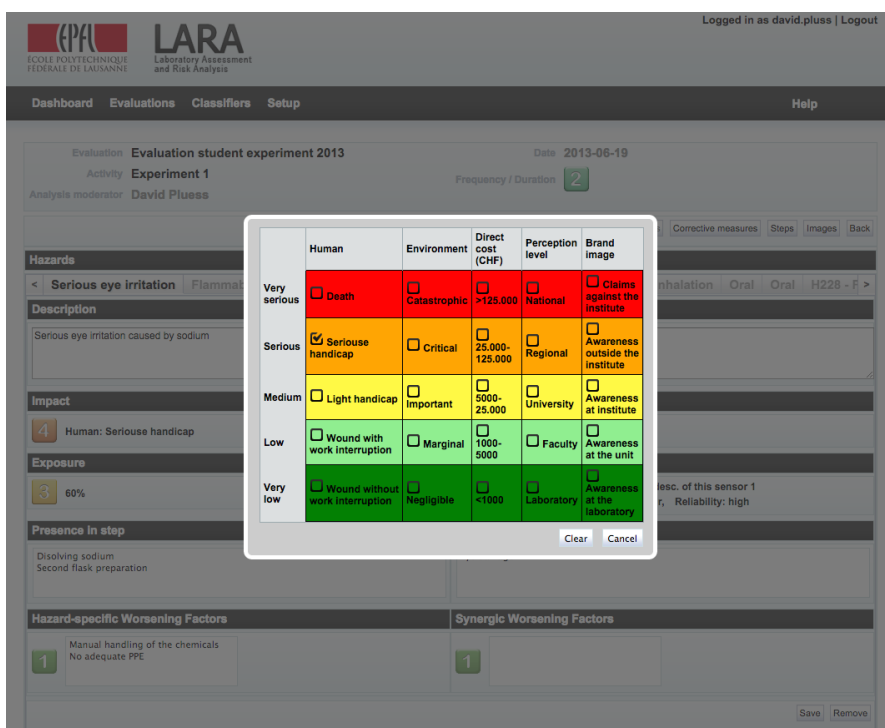 Logged in as david.pluss | Logout
EPFL
ÉCOLE POLYTECHNIQUE
FÉDÉRALE DE LAUSANNE
LARA
Laboratory Assessment
and Risk Analysis
Dashboard Evaluations Classifiers Setup Help
Evaluation Evaluation student experiment 2013 Date 2013-06-19
Activity Experiment 1 Frequency / Duration 2
Analysis moderator David Pluess
Corrective measures Steps Images Back
Hazards
< Serious eye irritation Flammab nhalation Oral Oral H228 - F >
Description
Serious eye irritation caused by sodium
Impact
4 Human: Seriouse handicap
Exposure
3 60%
desc. of this sensor 1
r, Reliability: high
Presence in step
Disolving sodium
Second flask preparation
Hazard-specific Worsening Factors Synergic Worsening Factors
1 Manual handling of the chemicals
No adequate PPE
1
Save Remove
Human Environment Direct cost (CHF) Perception level Brand image
Very serious Death Catastrophic >125.000 National Claims against the institute
Serious Seriouse handicap Critical 25.000-125.000 Regional Awareness outside the institute
Medium Light handicap Important 5000-25.000 University Awareness at institute
Low Wound with work interruption Marginal 1000-5000 Faculty Awareness at the unit
Very low Wound without work interruption Negligible <1000 Laboratory Awareness at the laboratory
Clear Cancel